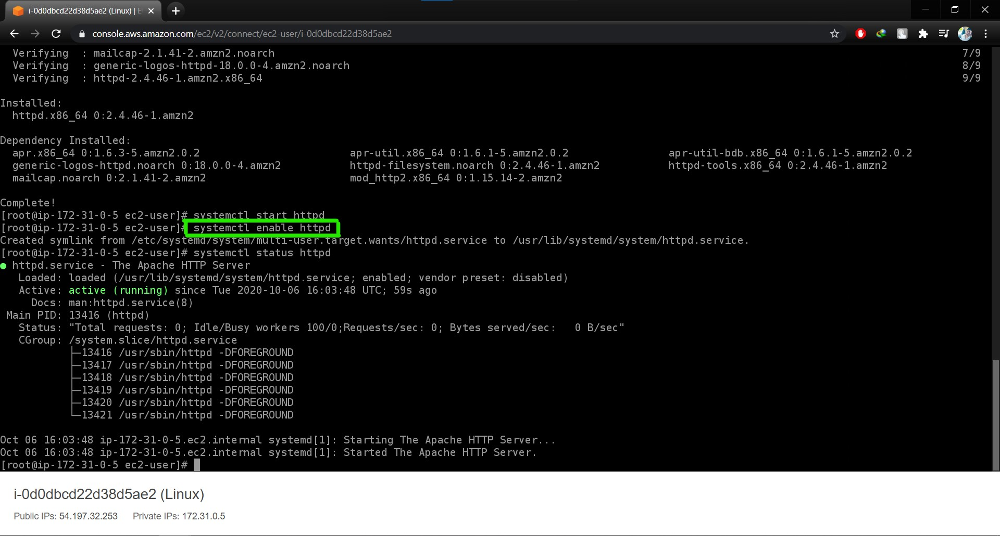 i-0d0dbcd22d38d5ae2 (Linux) | E
console.aws.amazon.com/ec2/v2/connect/ec2-user/i-0d0dbcd22d38d5ae2
Verifying : mailcap-2.1.41-2.amzn2.noarch 7/9
Verifying : generic-logos-httpd-18.0.0-4.amzn2.noarch 8/9
Verifying : httpd-2.4.46-1.amzn2.x86_64 9/9
Installed:
httpd.x86_64 0:2.4.46-1.amzn2
Dependency Installed:
apr.x86_64 0:1.6.3-5.amzn2.0.2 apr-util.x86_64 0:1.6.1-5.amzn2.0.2 apr-util-bdb.x86_64 0:1.6.1-5.amzn2.0.2
generic-logos-httpd.noarch 0:18.0.0-4.amzn2 httpd-filesystem.noarch 0:2.4.46-1.amzn2 httpd-tools.x86_64 0:2.4.46-1.amzn2
mailcap.noarch 0:2.1.41-2.amzn2 mod_http2.x86_64 0:1.15.14-2.amzn2
Complete!
[root@ip-172-31-0-5 ec2-user]# systemctl start httpd
[root@ip-172-31-0-5 ec2-user]# systemctl enable httpd
Created symlink from /etc/systemd/system/multi-user.target.wants/httpd.service to /usr/lib/systemd/system/httpd.service.
[root@ip-172-31-0-5 ec2-user]# systemctl status httpd
● httpd.service - The Apache HTTP Server
Loaded: loaded (/usr/lib/systemd/system/httpd.service; enabled; vendor preset: disabled)
Active: active (running) since Tue 2020-10-06 16:03:48 UTC; 59s ago
Docs: man:httpd.service(8)
Main PID: 13416 (httpd)
Status: "Total requests: 0; Idle/Busy workers 100/0;Requests/sec: 0; Bytes served/sec:   0 B/sec"
CGroup: /system.slice/httpd.service
├─13416 /usr/sbin/httpd -DFOREGROUND
├─13417 /usr/sbin/httpd -DFOREGROUND
├─13418 /usr/sbin/httpd -DFOREGROUND
├─13419 /usr/sbin/httpd -DFOREGROUND
├─13420 /usr/sbin/httpd -DFOREGROUND
└─13421 /usr/sbin/httpd -DFOREGROUND
Oct 06 16:03:48 ip-172-31-0-5.ec2.internal systemd[1]: Starting The Apache HTTP Server...
Oct 06 16:03:48 ip-172-31-0-5.ec2.internal systemd[1]: Started The Apache HTTP Server.
[root@ip-172-31-0-5 ec2-user]#
i-0d0dbcd22d38d5ae2 (Linux)
Public IPs: 54.197.32.253 Private IPs: 172.31.0.5